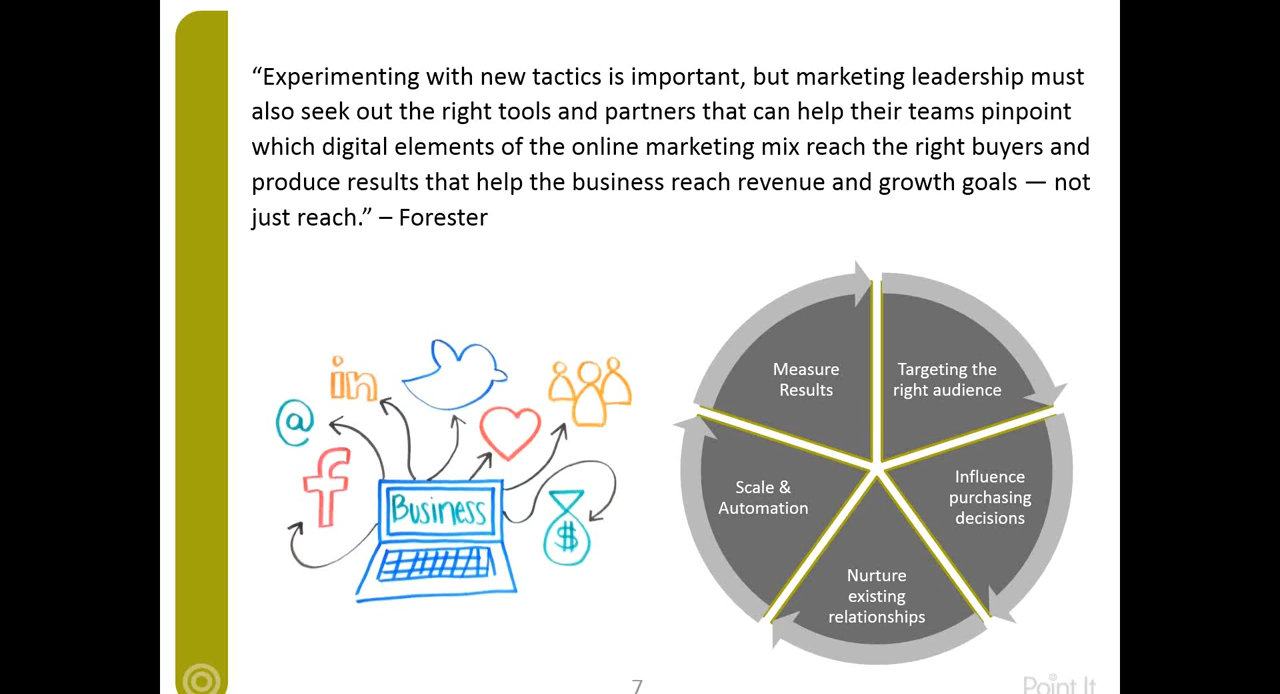 “Experimenting with new tactics is important, but marketing leadership must
also seek out the right tools and partners that can help their teams pinpoint
which digital elements of the online marketing mix reach the right buyers and
produce results that help the business reach revenue and growth goals — not
just reach.” – Forester
in
@
f
Business
$
Measure
Results
Targeting the
right audience
Scale &
Automation
Influence
purchasing
decisions
Nurture
existing
relationships
7
Point It